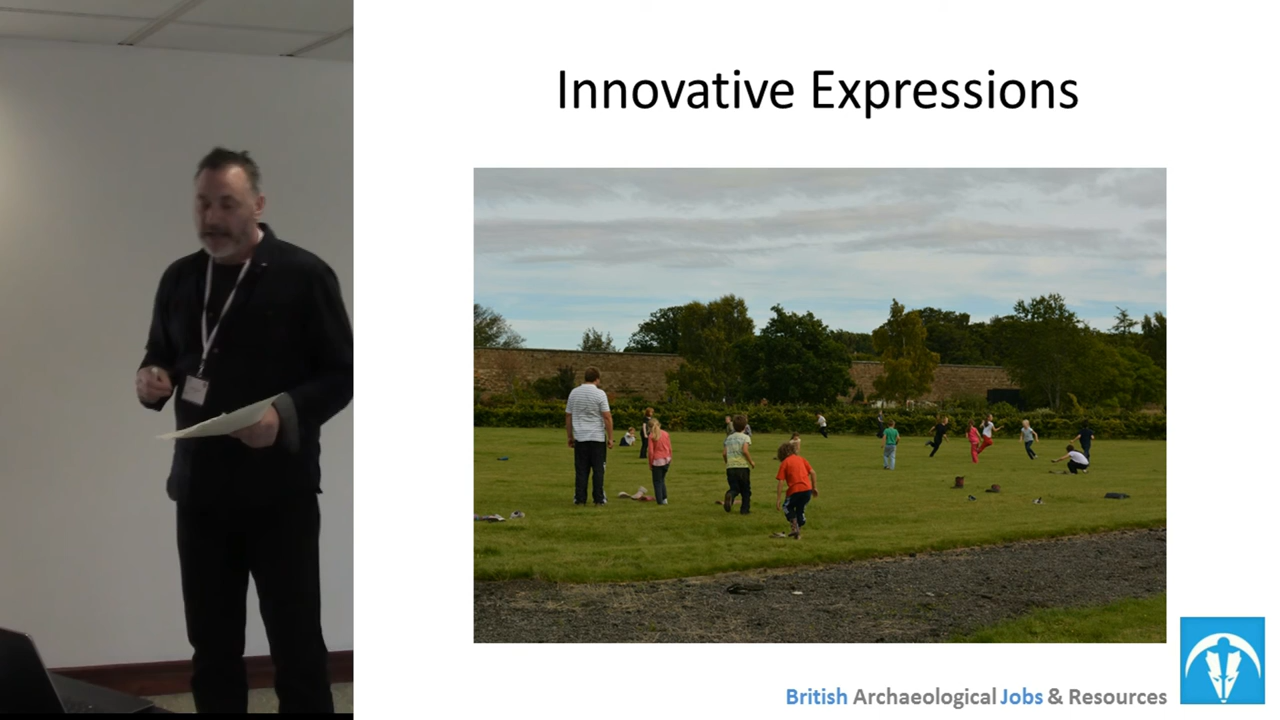 Innovative Expressions
British Archaeological Jobs & Resources